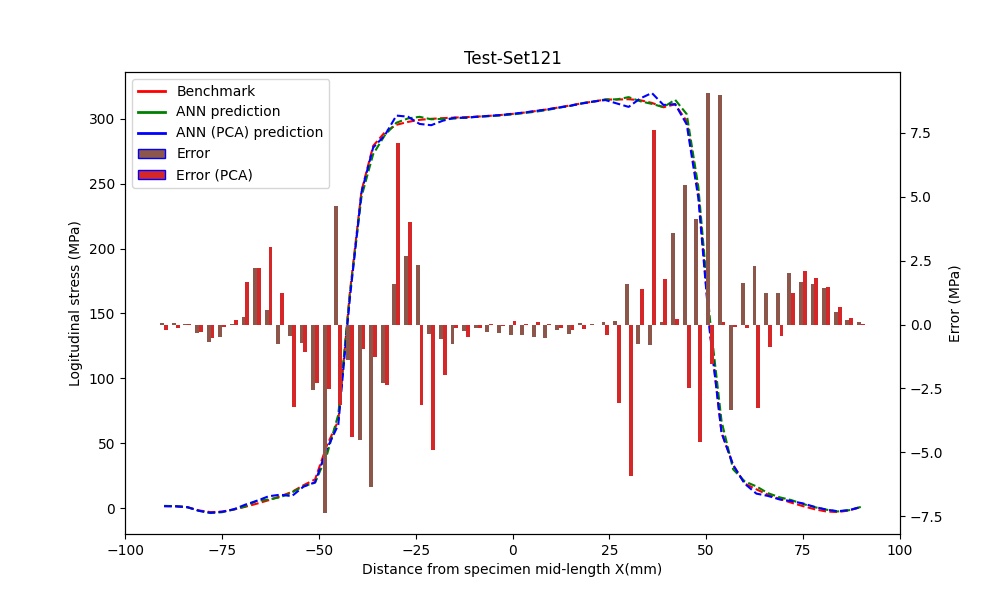 Test-Set121
Benchmark
ANN prediction
ANN (PCA) prediction
Error
Error (PCA)
300
250
200
150
100
50
0
Logitudinal stress (MPa)
7.5
5.0
2.5
0.0
−2.5
−5.0
−7.5
Error (MPa)
−100 −75 −50 −25 0 25 50 75 100
Distance from specimen mid-length X(mm)